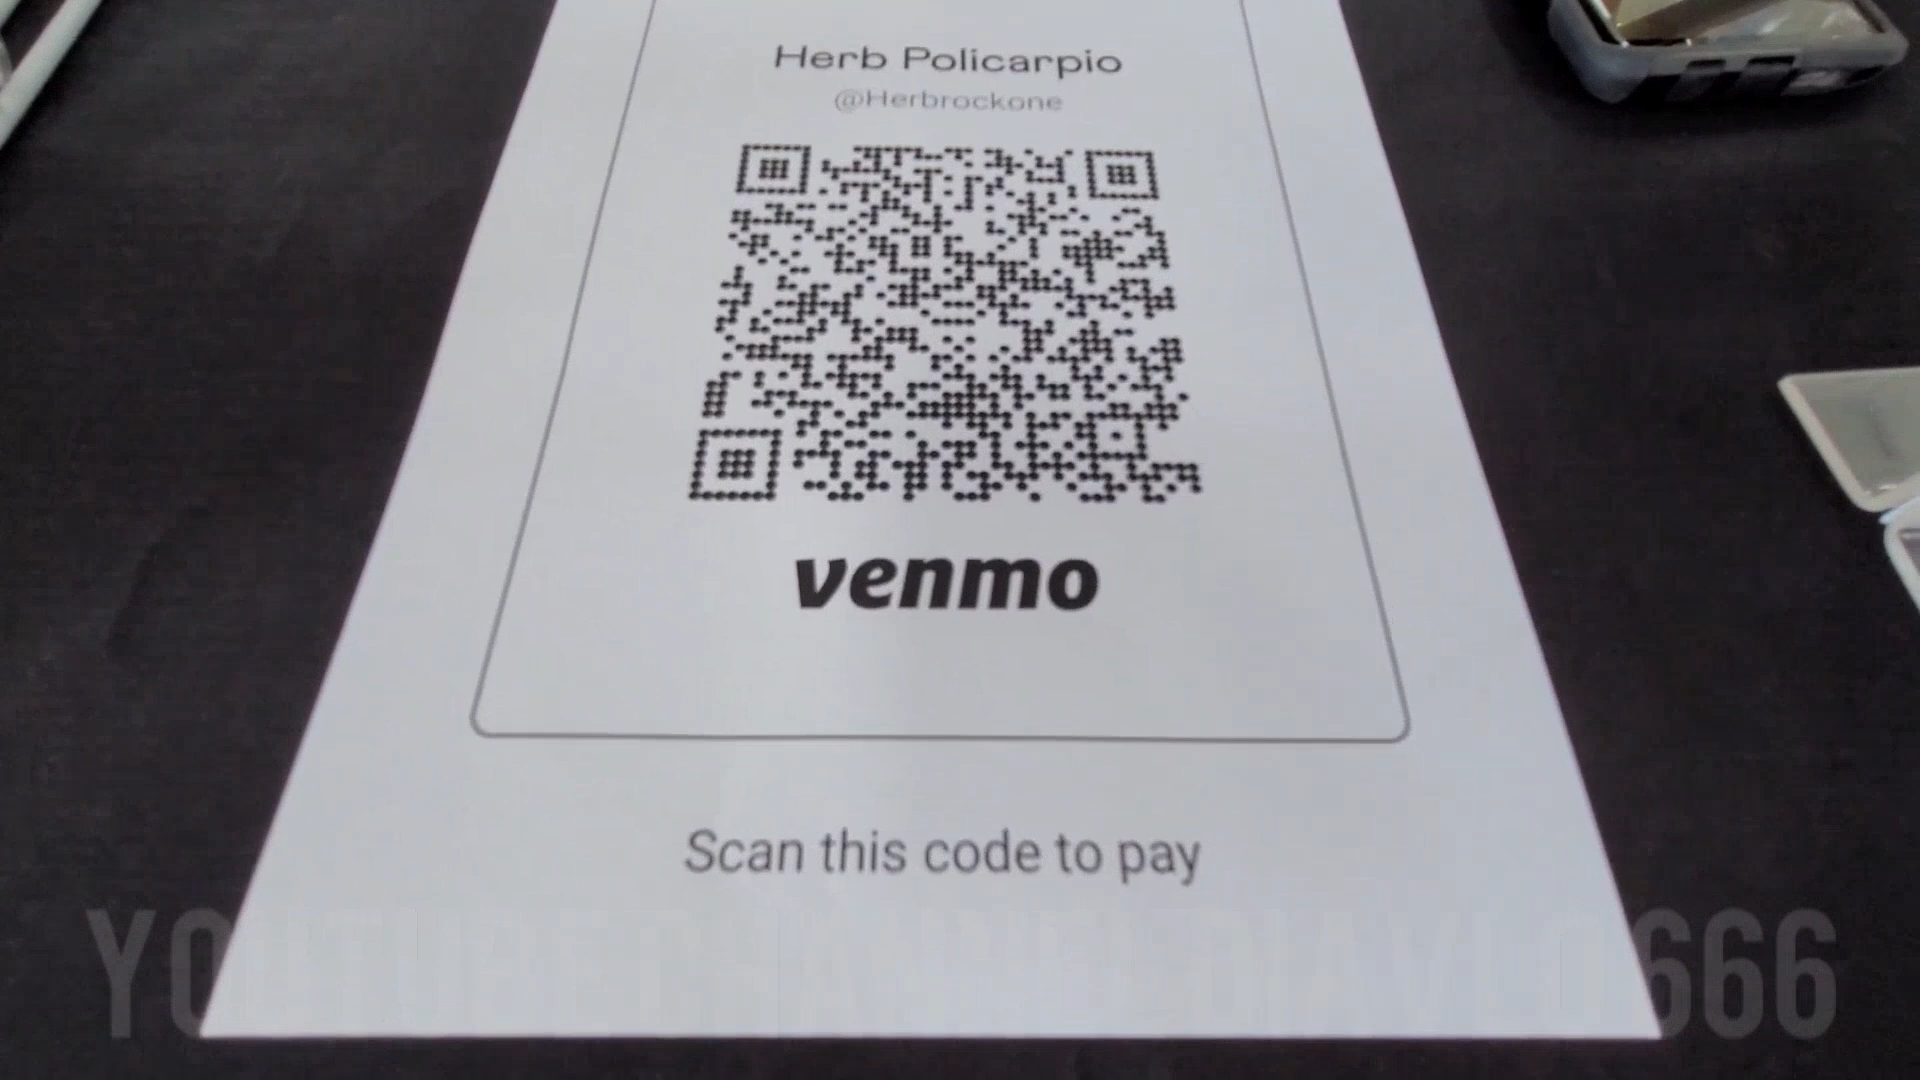 Herb Policarpio
@Herbrockone
venmo
Scan this code to pay